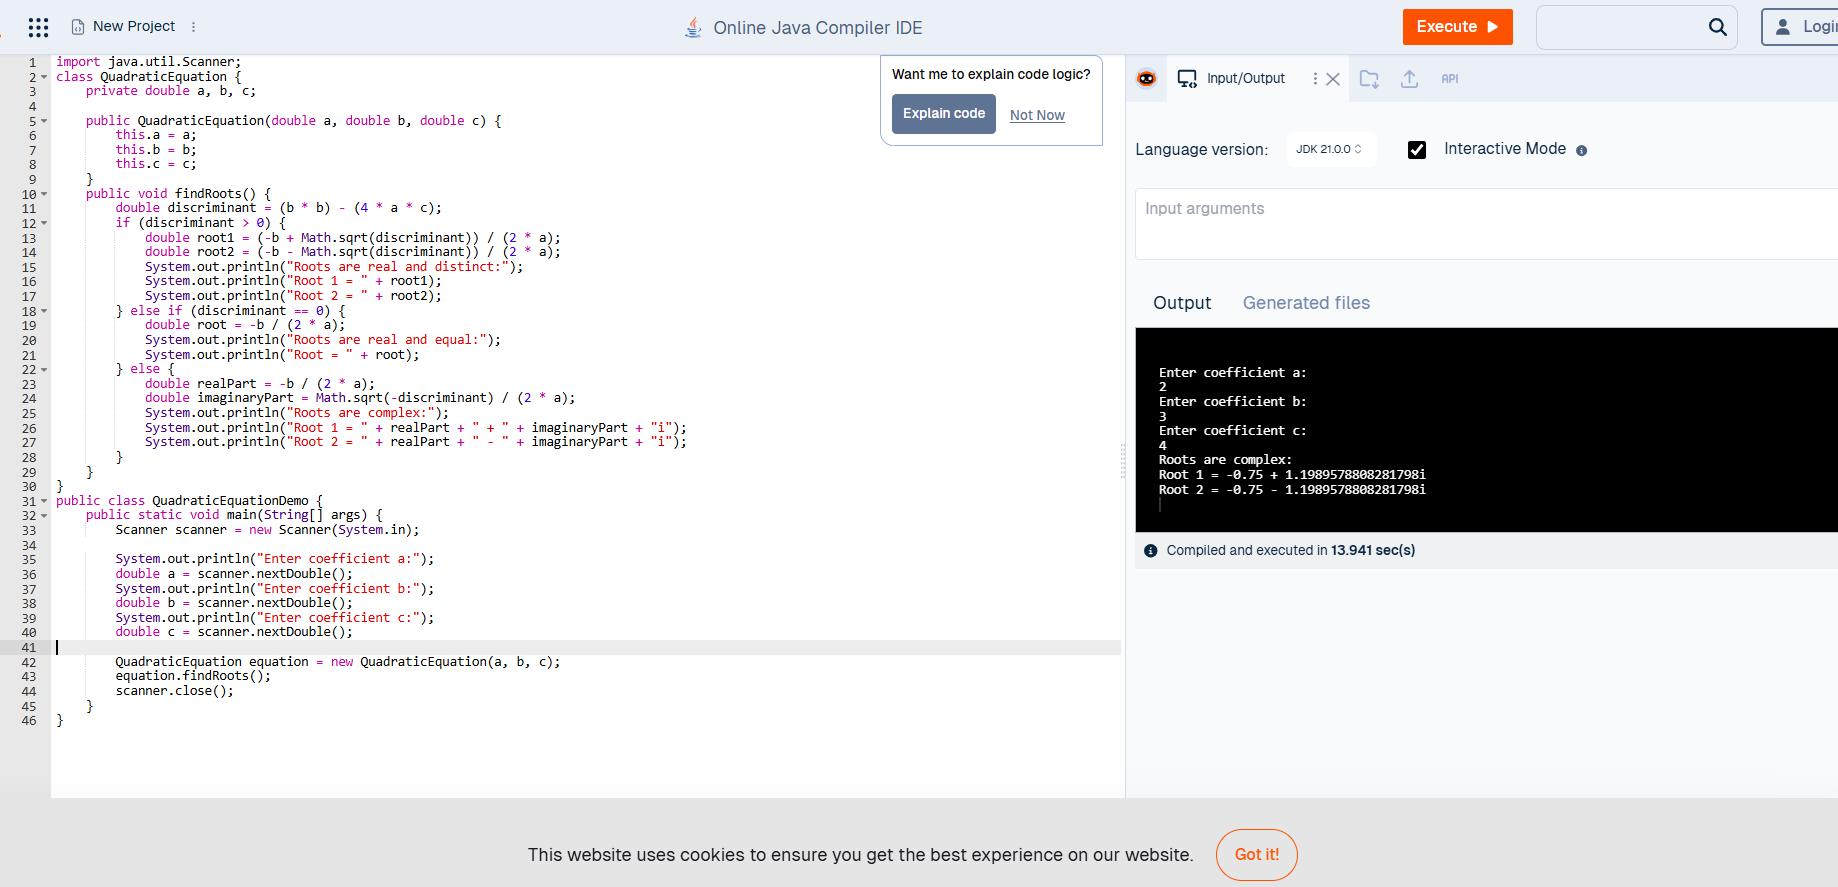 New Project
Online Java Compiler IDE
Execute
Login
1 import java.util.Scanner;
2 class QuadraticEquation {
3     private double a, b, c;
4
5     public QuadraticEquation(double a, double b, double c) {
6         this.a = a;
7         this.b = b;
8         this.c = c;
9     }
10     public void findRoots() {
11         double discriminant = (b * b) - (4 * a * c);
12         if (discriminant > 0) {
13             double root1 = (-b + Math.sqrt(discriminant)) / (2 * a);
14             double root2 = (-b - Math.sqrt(discriminant)) / (2 * a);
15             System.out.println("Roots are real and distinct:");
16             System.out.println("Root 1 = " + root1);
17             System.out.println("Root 2 = " + root2);
18         } else if (discriminant == 0) {
19             double root = -b / (2 * a);
20             System.out.println("Roots are real and equal:");
21             System.out.println("Root = " + root);
22         } else {
23             double realPart = -b / (2 * a);
24             double imaginaryPart = Math.sqrt(-discriminant) / (2 * a);
25             System.out.println("Roots are complex:");
26             System.out.println("Root 1 = " + realPart + " + " + imaginaryPart + "i");
27             System.out.println("Root 2 = " + realPart + " - " + imaginaryPart + "i");
28         }
29     }
30 }
31 public class QuadraticEquationDemo {
32     public static void main(String[] args) {
33         Scanner scanner = new Scanner(System.in);
34
35         System.out.println("Enter coefficient a:");
36         double a = scanner.nextDouble();
37         System.out.println("Enter coefficient b:");
38         double b = scanner.nextDouble();
39         System.out.println("Enter coefficient c:");
40         double c = scanner.nextDouble();
41
42         QuadraticEquation equation = new QuadraticEquation(a, b, c);
43         equation.findRoots();
44         scanner.close();
45     }
46 }
Want me to explain code logic?
Explain code
Not Now
Input/Output
API
Language version:
JDK 21.0.0
Interactive Mode
Input arguments
Output
Generated files
Enter coefficient a:
2
Enter coefficient b:
3
Enter coefficient c:
4
Roots are complex:
Root 1 = -0.75 + 1.1989578808281798i
Root 2 = -0.75 - 1.1989578808281798i
Compiled and executed in 13.941 sec(s)
This website uses cookies to ensure you get the best experience on our website.
Got it!